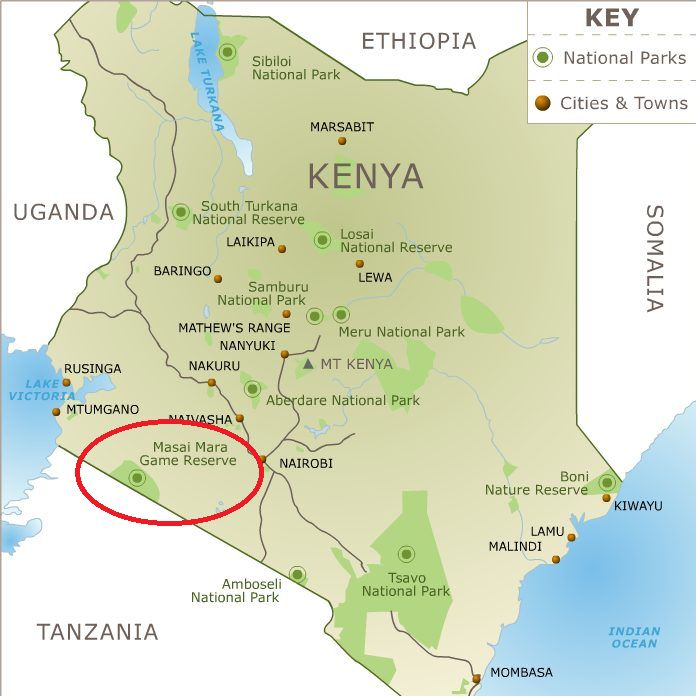 KEY
National Parks
Cities & Towns
ETHIOPIA
LAKE TURKANA
Sibiloi
National Park
MARSABIT
KENYA
UGANDA
SOMALIA
South Turkana
National Reserve
LAIKIPA
Losai
National Reserve
BARINGO
LEWA
Samburu
National Park
MATHEW'S RANGE
Meru National Park
NANYUKI
MT KENYA
RUSINGA
NAKURU
LAKE
VICTORIA
Aberdare National Park
MTUMGANO
NAIVASHA
Masai Mara
Game Reserve
NAIROBI
Boni
Nature Reserve
KIWAYU
LAMU
MALINDI
Amboseli
National Park
Tsavo
National Park
TANZANIA
INDIAN
OCEAN
MOMBASA